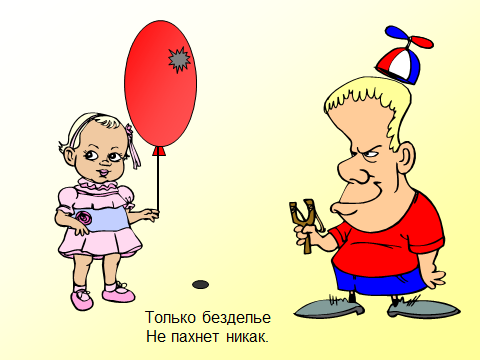 Только безделье
Не пахнет никак.